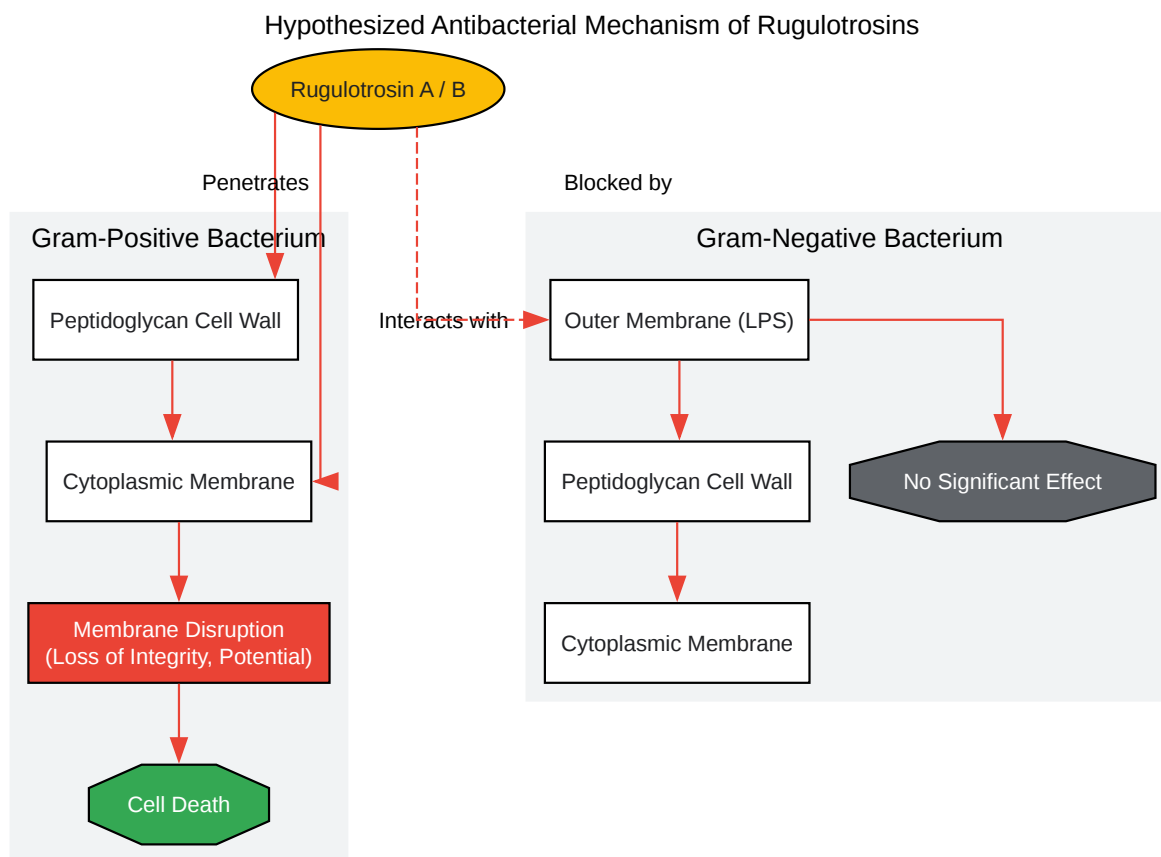 Hypothesized Antibacterial Mechanism of Rugulotrosins
Rugulotrosin A / B
Penetrates
Blocked by
Gram-Positive Bacterium
Gram-Negative Bacterium
Peptidoglycan Cell Wall
Interacts with
Outer Membrane (LPS)
Cytoplasmic Membrane
Peptidoglycan Cell Wall
No Significant Effect
Membrane Disruption
(Loss of Integrity, Potential)
Cytoplasmic Membrane
Cell Death